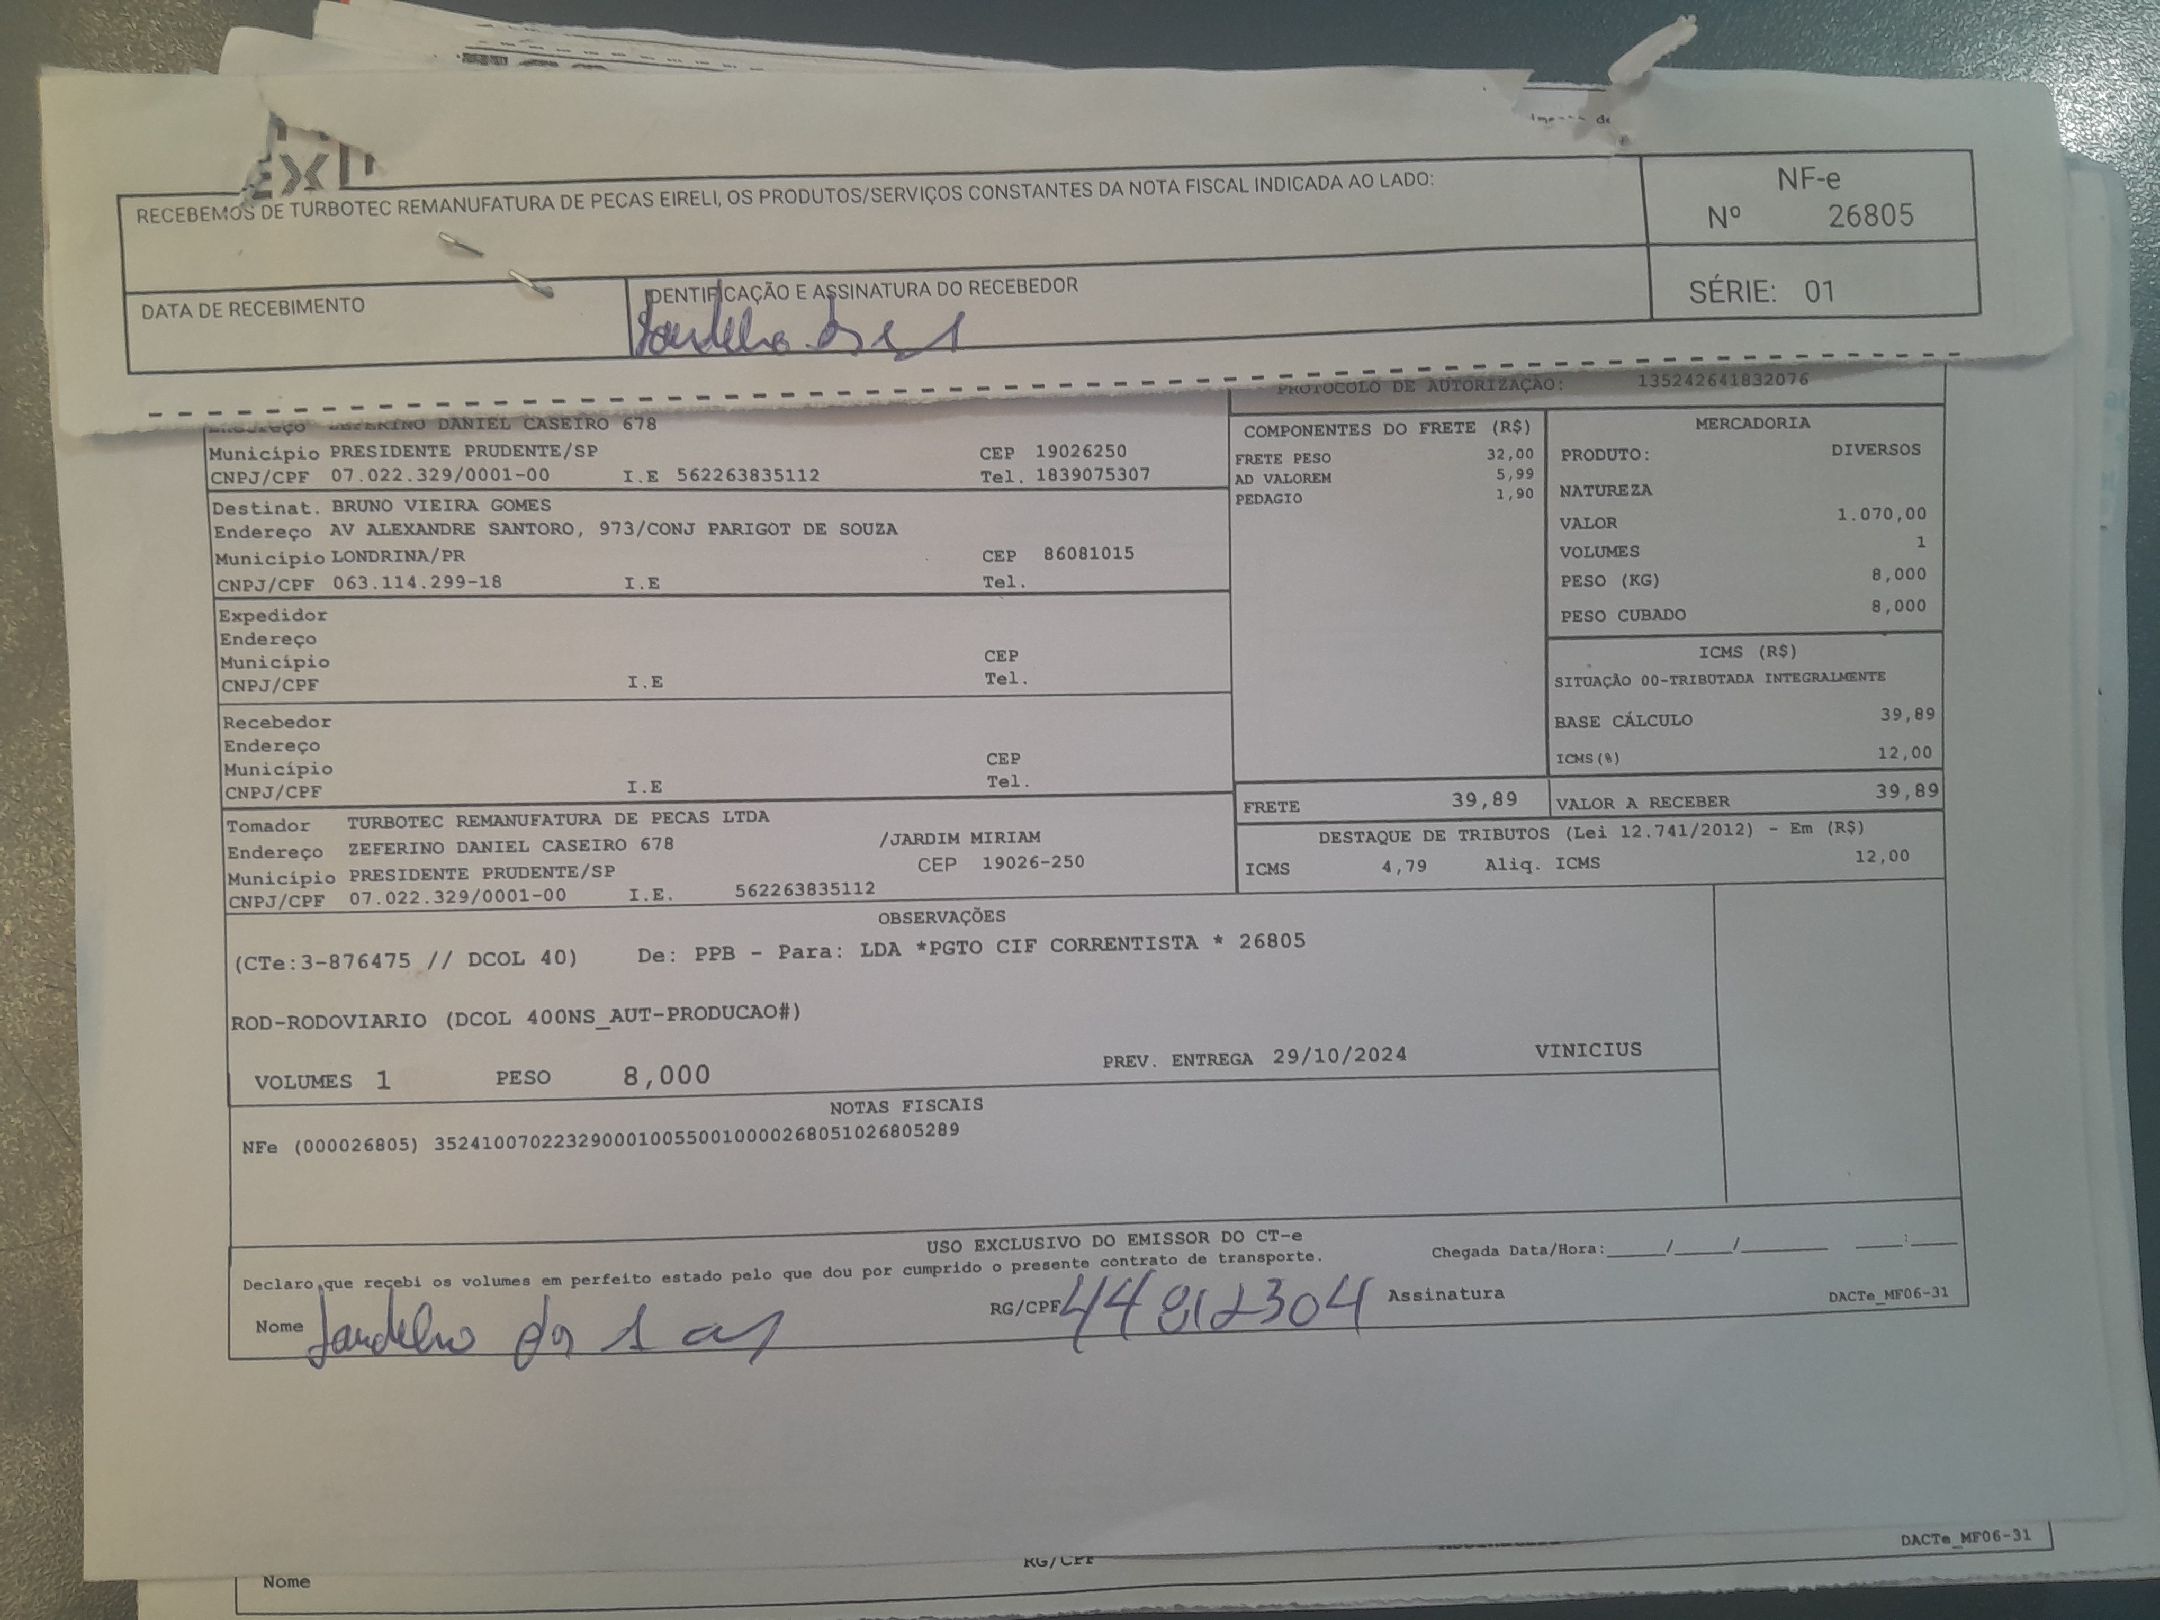 RECEBEMOS DE TURBOTEC REMANUFATURA DE PECAS EIRELI, OS PRODUTOS/SERVIÇOS CONSTANTES DA NOTA FISCAL INDICADA AO LADO:
NF-e
Nº 26805
SÉRIE: 01
DATA DE RECEBIMENTO
IDENTIFICAÇÃO E ASSINATURA DO RECEBEDOR
PROTOCOLO DE AUTORIZAÇÃO: 135242641832076
Endereço ZEFERINO DANIEL CASEIRO 678
Município PRESIDENTE PRUDENTE/SP CEP 19026250
CNPJ/CPF 07.022.329/0001-00 I.E 562263835112 Tel. 1839075307
Destinat. BRUNO VIEIRA GOMES
Endereço AV ALEXANDRE SANTORO, 973/CONJ PARIGOT DE SOUZA
Município LONDRINA/PR CEP 86081015
CNPJ/CPF 063.114.299-18 I.E Tel.
Expedidor
Endereço
Município CEP
CNPJ/CPF I.E Tel.
Recebedor
Endereço
Município CEP
CNPJ/CPF I.E Tel.
Tomador TURBOTEC REMANUFATURA DE PECAS LTDA
Endereço ZEFERINO DANIEL CASEIRO 678 /JARDIM MIRIAM
Município PRESIDENTE PRUDENTE/SP CEP 19026-250
CNPJ/CPF 07.022.329/0001-00 I.E. 562263835112
COMPONENTES DO FRETE (R$)
FRETE PESO 32,00
AD VALOREM 5,99
PEDAGIO 1,90
MERCADORIA
PRODUTO: DIVERSOS
NATUREZA
VALOR 1.070,00
VOLUMES 1
PESO (KG) 8,000
PESO CUBADO 8,000
ICMS (R$)
SITUAÇÃO 00-TRIBUTADA INTEGRALMENTE
BASE CÁLCULO 39,89
ICMS(%) 12,00
FRETE 39,89 VALOR A RECEBER 39,89
DESTAQUE DE TRIBUTOS (Lei 12.741/2012) - Em (R$)
ICMS 4,79 Aliq. ICMS 12,00
OBSERVAÇÕES
(CTe:3-876475 // DCOL 40) De: PPB - Para: LDA *PGTO CIF CORRENTISTA * 26805
ROD-RODOVIARIO (DCOL 400NS_AUT-PRODUCAO#)
VOLUMES 1 PESO 8,000 PREV. ENTREGA 29/10/2024 VINICIUS
NOTAS FISCAIS
NFe (000026805) 35241007022329000100550010000268051026805289
USO EXCLUSIVO DO EMISSOR DO CT-e
Declaro que recebi os volumes em perfeito estado pelo que dou por cumprido o presente contrato de transporte. Chegada Data/Hora:____/____/______ ___:___
Nome RG/CPF Assinatura DACTe_MF06-31
Nome RG/CPF DACTe_MF06-31